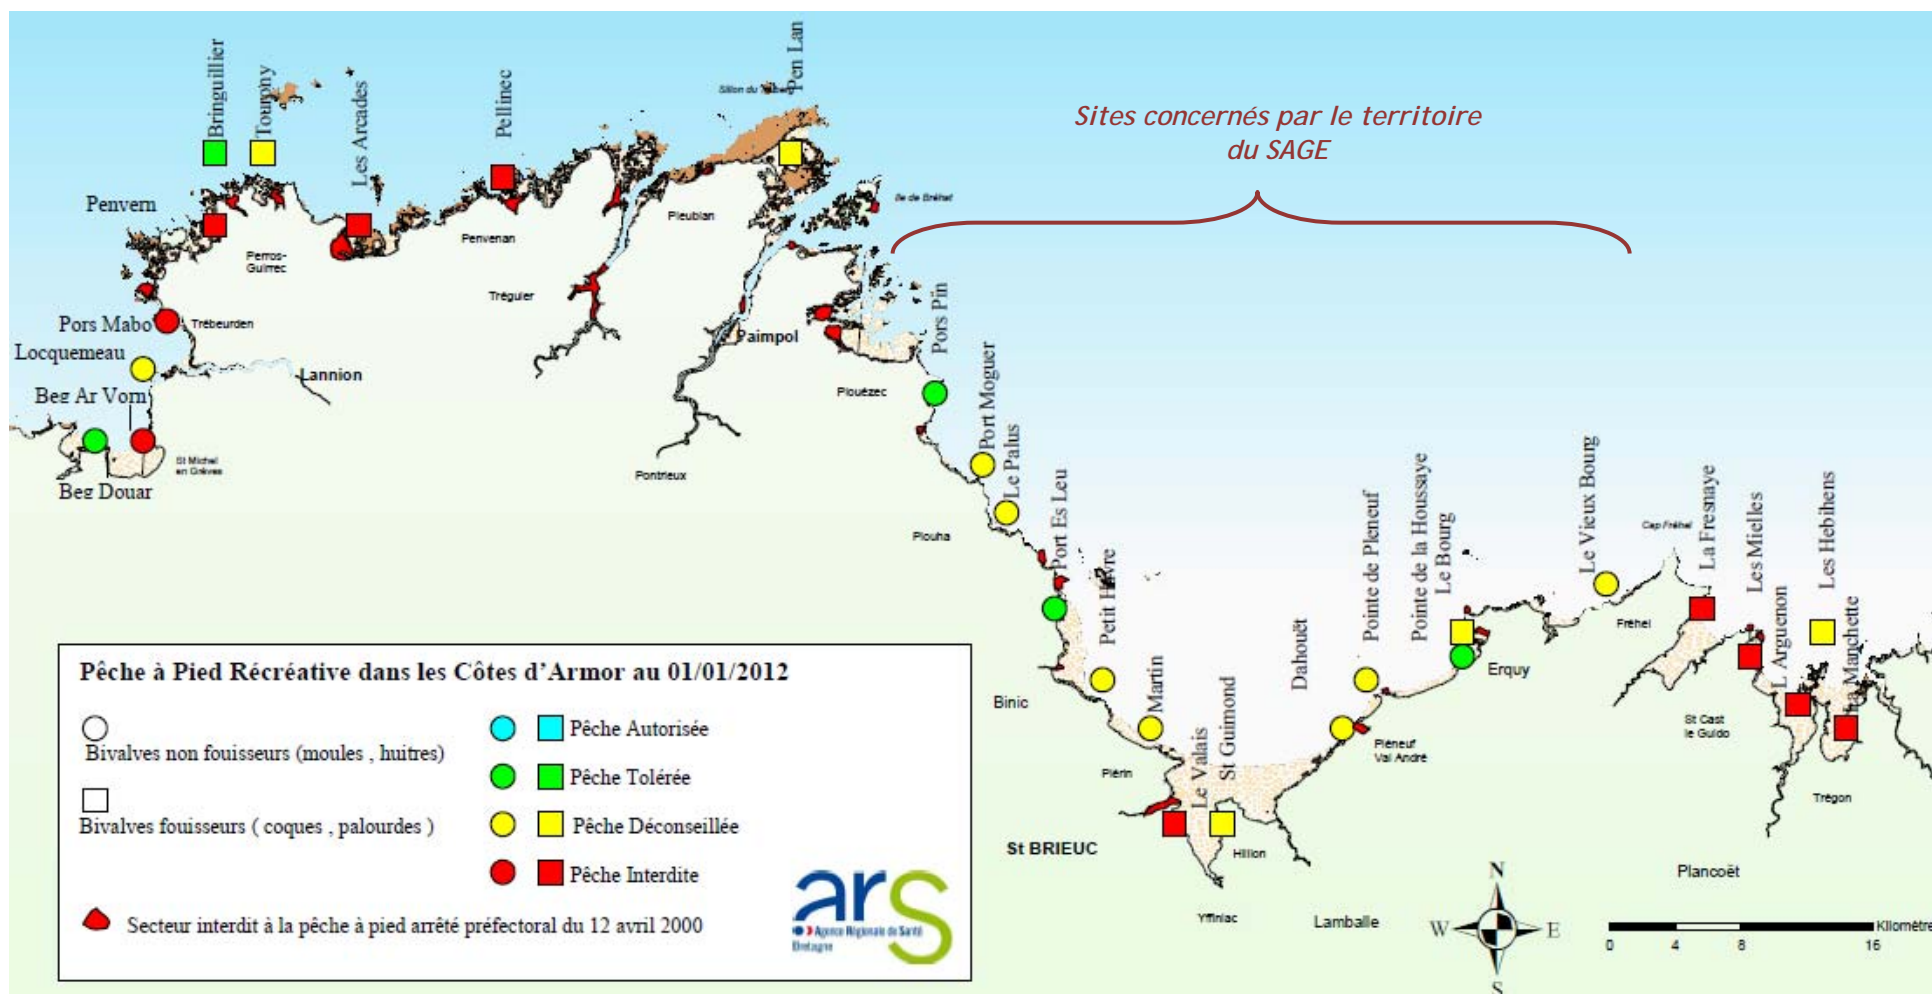 Sites concernés par le territoire
du SAGE
Bringuillier
Tourony
Les Arcades
Pellinec
Pen Lan
Penvern
Perros-
Guirrec
Penvenan
Pleubian
Ile de Bréhat
Tréguier
Pors Mabo
Trébeurden
Locquemeau
Lannion
Beg Ar Vorn
St Michel
en Grèves
Beg Douar
Paimpol
Pontrieux
Plouézec
Pors Pin
Port Moguer
Le Palus
Plouha
Port Es Leu
Petit Havre
Binic
Martin
Plérin
Le Valais
St Guimond
St BRIEUC
Hillion
Yffiniac
Lamballe
Dahouët
Pointe de Pleneuf
Pléneuf
Val André
Pointe de la Houssaye
Le Bourg
Erquy
Le Vieux Bourg
Fréhel
Cap Fréhel
La Fresnaye
Les Mielles
St Cast
le Guildo
L Arguenon
Les Hebihens
La Manchette
Trégon
Plancoët
Pêche à Pied Récréative dans les Côtes d'Armor au 01/01/2012
Bivalves non fouisseurs (moules , huitres)
Bivalves fouisseurs ( coques , palourdes )
Pêche Autorisée
Pêche Tolérée
Pêche Déconseillée
Pêche Interdite
Secteur interdit à la pêche à pied arrêté préfectoral du 12 avril 2000
ars
Agence Régionale de Santé
Bretagne
N
W
E
S
Kilomètre
0 4 8 16